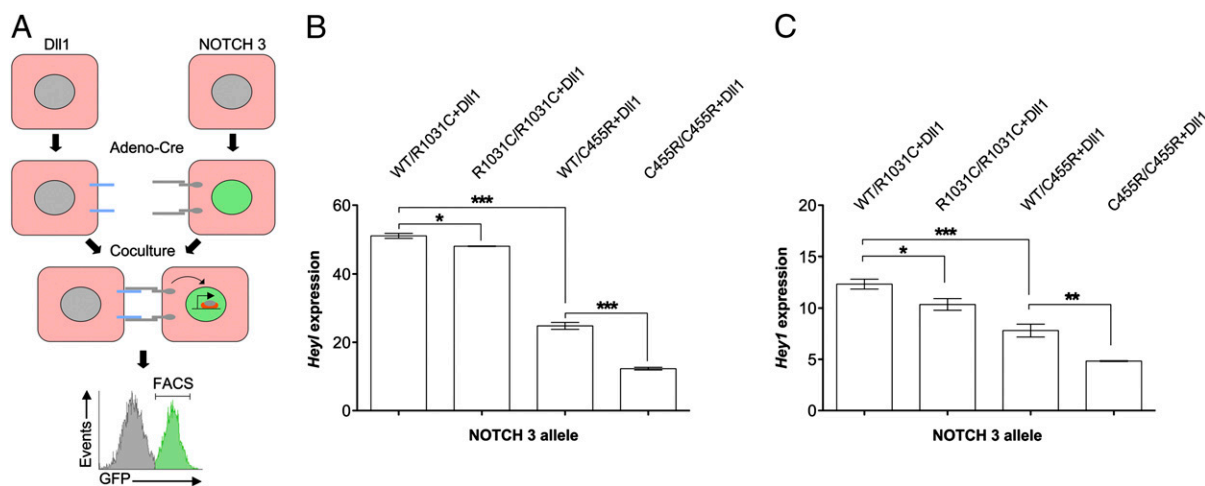 A
Dll1
NOTCH 3
Adeno-Cre
Coculture
FACS
Events
GFP
B
WT/R1031C+Dll1
R1031C/R1031C+Dll1
WT/C455R+Dll1
C455R/C455R+Dll1
***
*
***
60
40
20
0
Heyl expression
NOTCH 3 allele
C
WT/R1031C+Dll1
R1031C/R1031C+Dll1
WT/C455R+Dll1
C455R/C455R+Dll1
***
*
**
20
15
10
5
0
Hey1 expression
NOTCH 3 allele